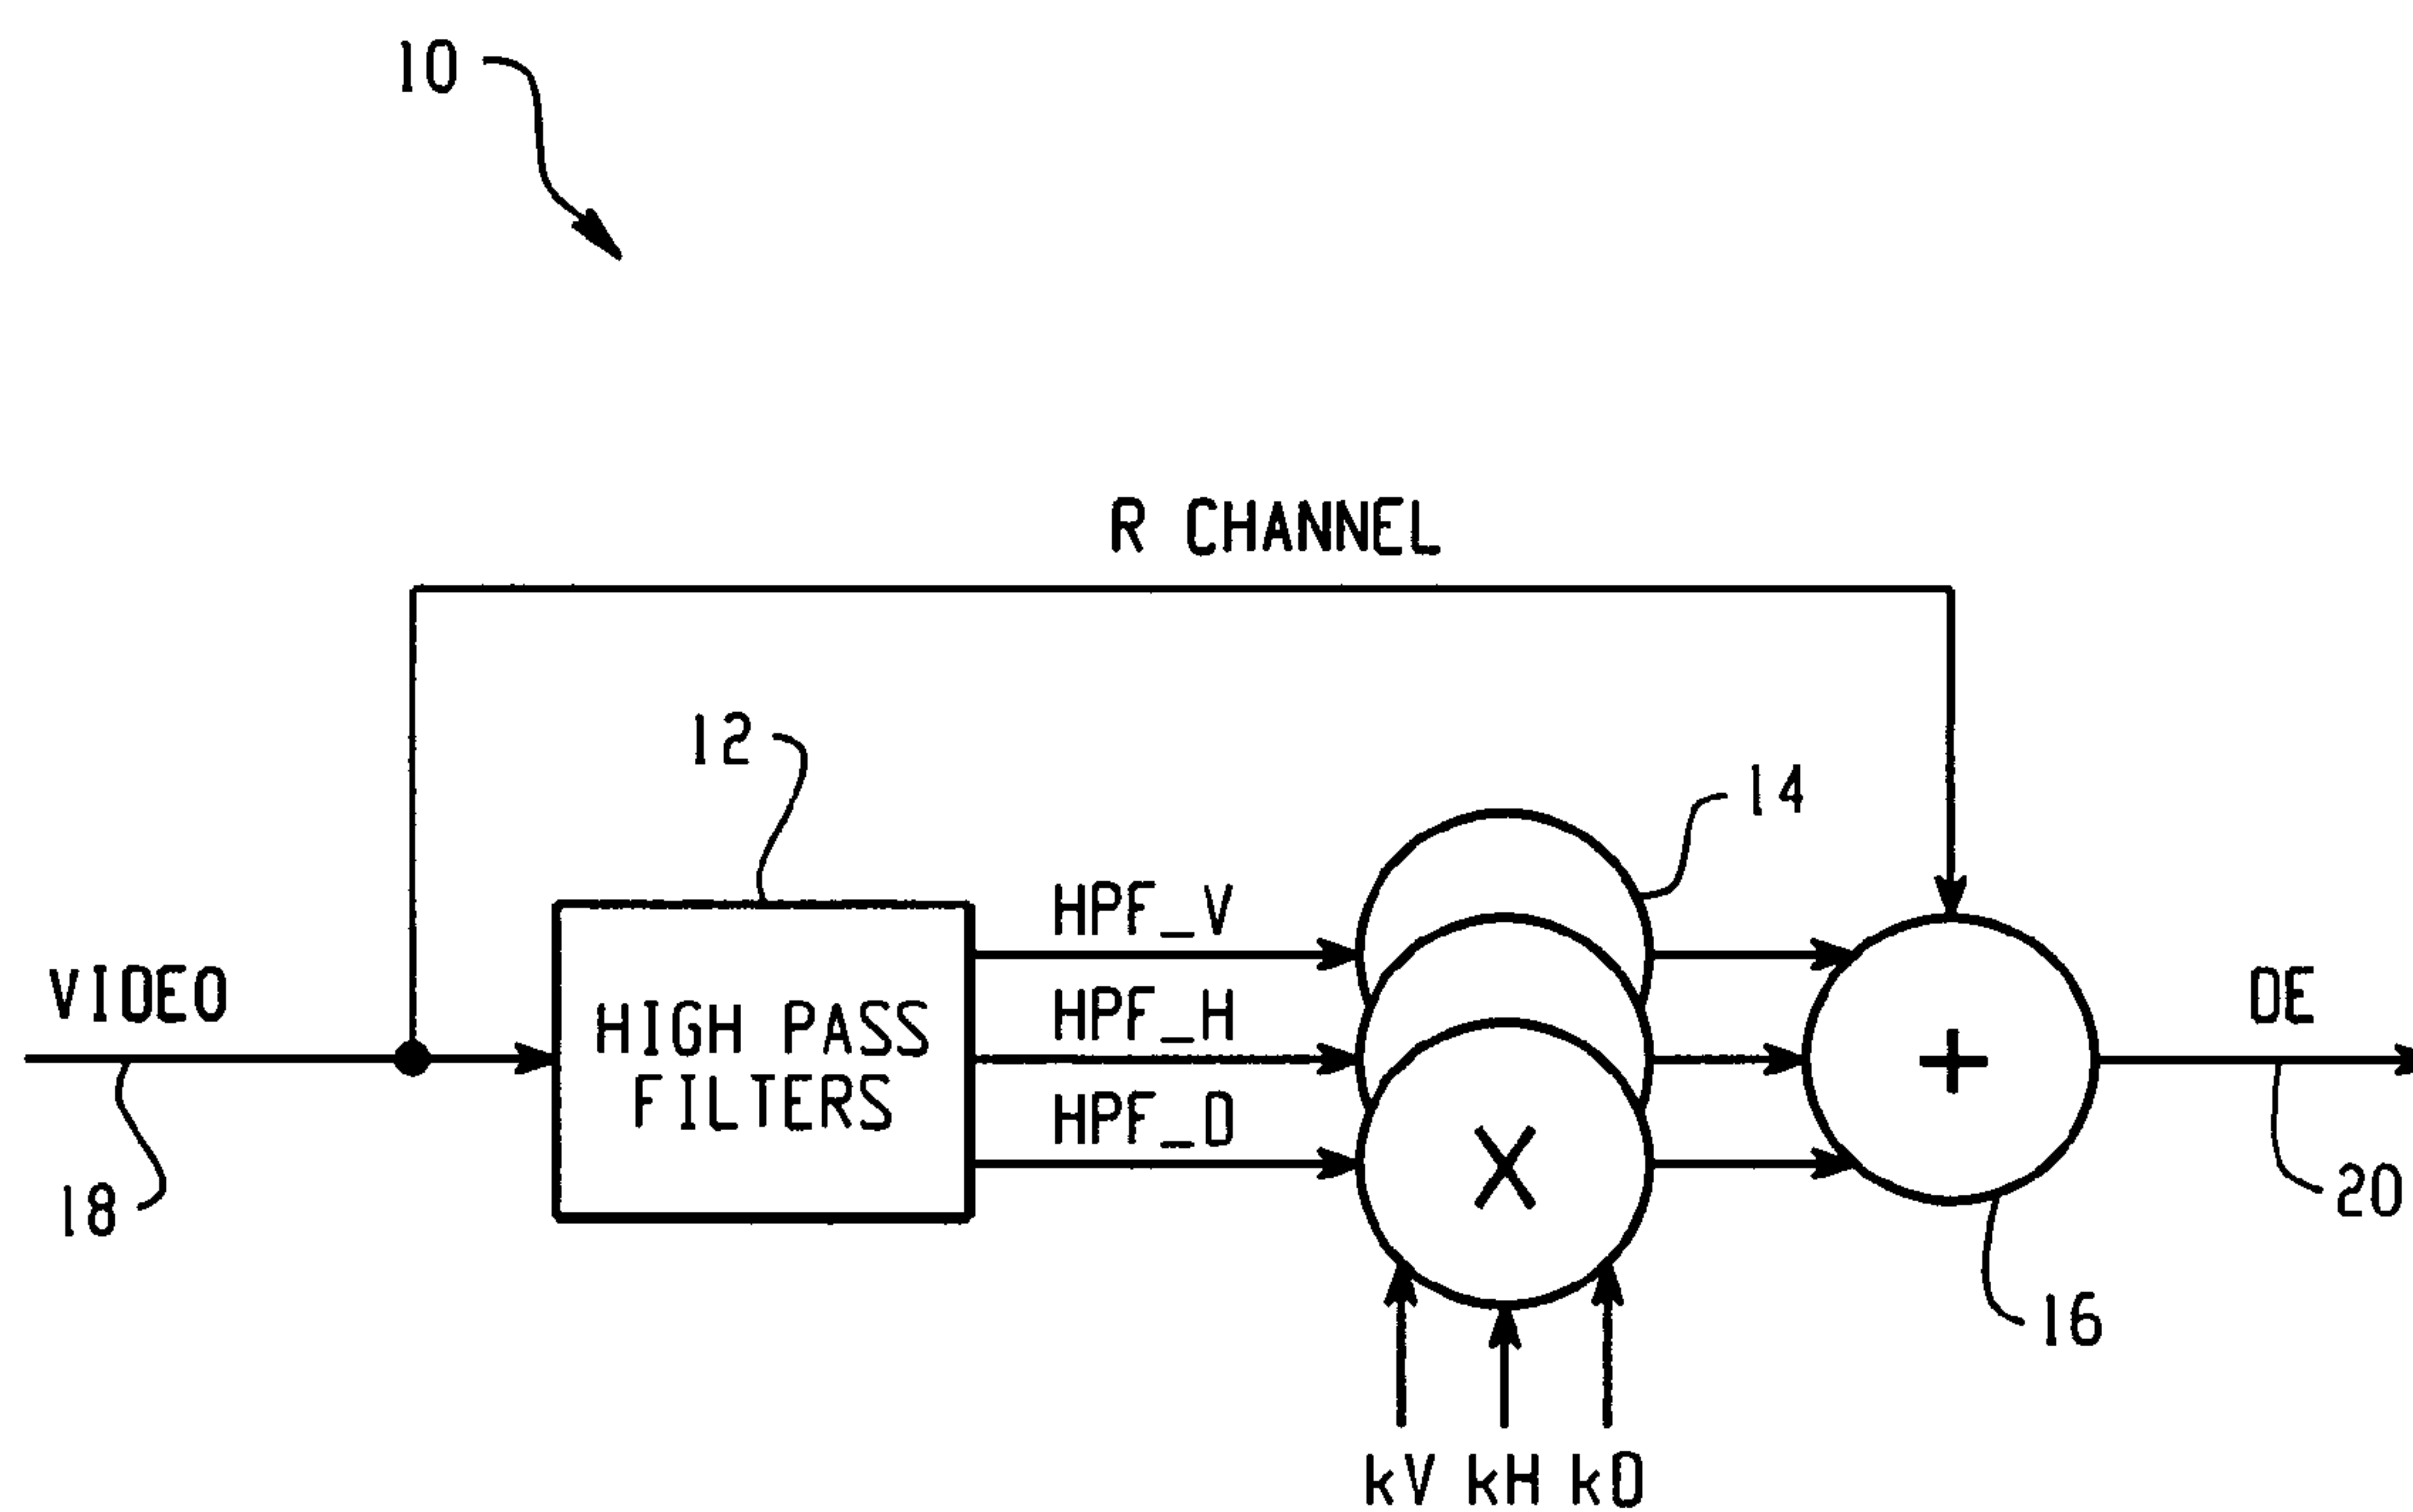 10
R CHANNEL
12
14
HPF_V
VIDEO
HIGH PASS
FILTERS
HPF_H
HPF_D
X
+
DE
18
20
16
kV kH kD